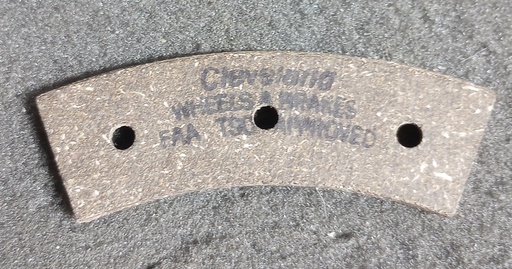 Cleveland
WHEELS & BRAKES
FAA TSO APPROVED